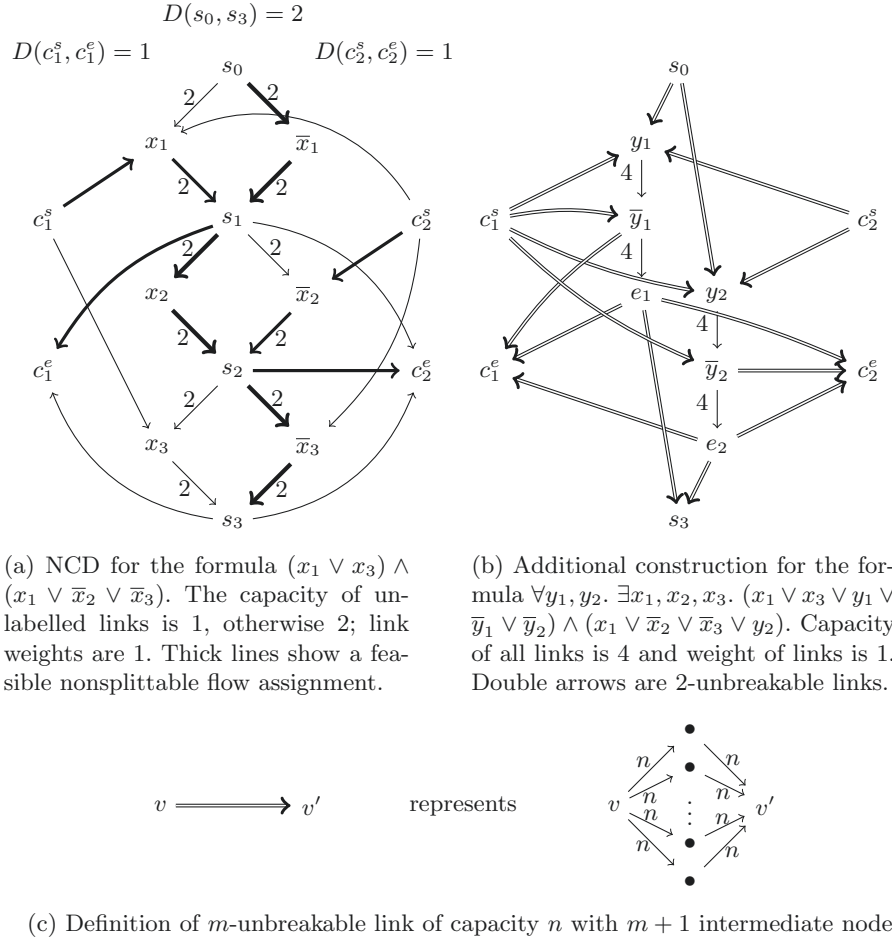 D(s₀, s₃) = 2
D(c₁ˢ, c₁ᵉ) = 1
D(c₂ˢ, c₂ᵉ) = 1
s₀
2
2
x₁
x̅₁
2
2
c₁ˢ
s₁
c₂ˢ
2
2
x₂
x̅₂
2
2
c₁ᵉ
s₂
c₂ᵉ
2
2
x₃
x̅₃
2
2
s₃
s₀
y₁
4
c₁ˢ
y̅₁
c₂ˢ
4
e₁
y₂
4
c₁ᵉ
y̅₂
c₂ᵉ
4
e₂
s₃
(a) NCD for the formula (x₁ ∨ x₃) ∧
(x₁ ∨ x̅₂ ∨ x̅₃). The capacity of un-
labelled links is 1, otherwise 2; link
weights are 1. Thick lines show a fea-
sible nonsplittable flow assignment.
(b) Additional construction for the for-
mula ∀y₁, y₂. ∃x₁, x₂, x₃. (x₁ ∨ x₃ ∨ y₁ ∨
y̅₁ ∨ y̅₂) ∧ (x₁ ∨ x̅₂ ∨ x̅₃ ∨ y₂). Capacity
of all links is 4 and weight of links is 1.
Double arrows are 2-unbreakable links.
v
v′
represents
v
n
n
n
n
n
n
n
n
v′
(c) Definition of m-unbreakable link of capacity n with m + 1 intermediate node